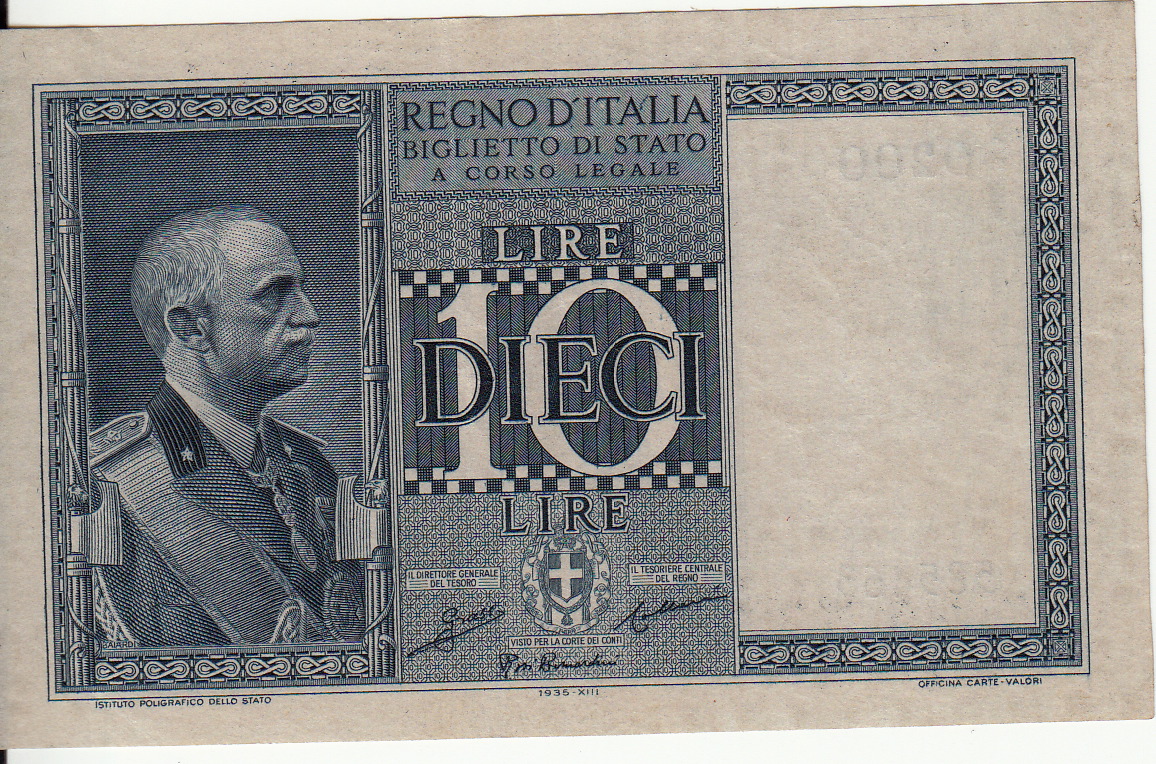 REGNO D'ITALIA
BIGLIETTO DI STATO
A CORSO LEGALE
LIRE
10
DIECI
LIRE
IL DIRETTORE GENERALE
DEL TESORO
IL TESORIERE CENTRALE
DEL REGNO
VISTO PER LA CORTE DEI CONTI
ISTITUTO POLIGRAFICO DELLO STATO
1935-XIII
OFFICINA CARTE-VALORI